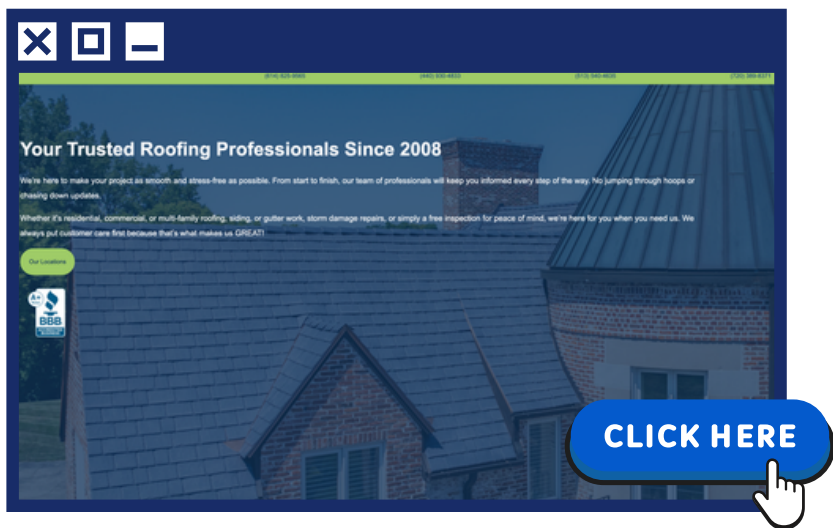 (614) 825-0065
(440) 930-4833
(513) 940-4600
(720) 389-8371
Your Trusted Roofing Professionals Since 2008
We're here to make your project as smooth and stress-free as possible. From start to finish, our team of professionals will keep you informed every step of the way. No jumping through hoops or
chasing down updates.
Whether it's residential, commercial, or multi-family roofing, siding, or gutter work, storm damage repairs, or simply a free inspection for peace of mind, we're here for you when you need us. We
always put customer care first because that's what makes us GREAT!
Our Locations
A+
BBB
CLICK HERE